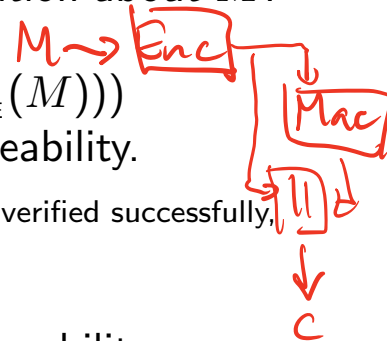 M ~> Enc
(M)))
Mac
eability.
verified successfully,
||
C